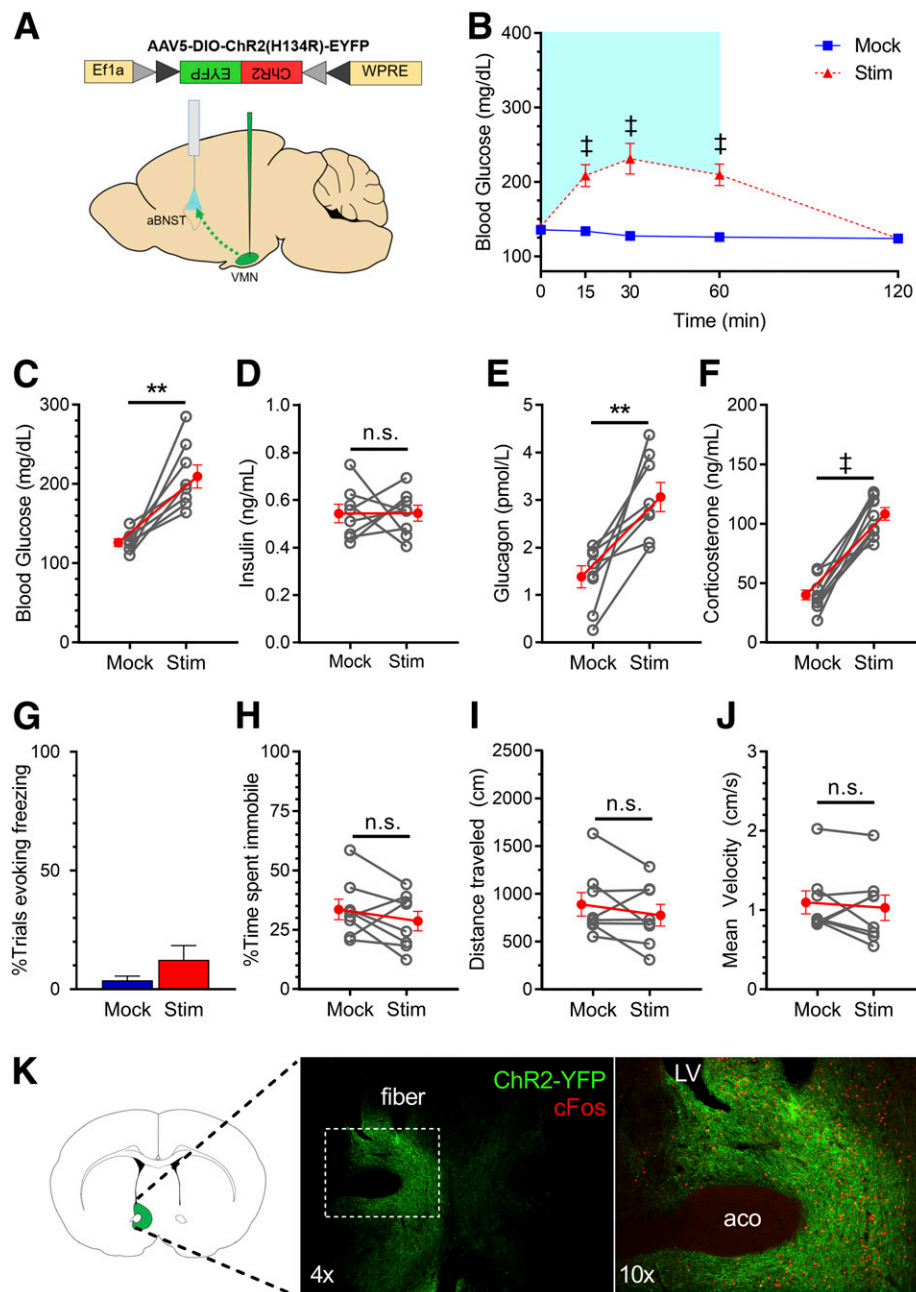 A
AAV5-DIO-ChR2(H134R)-EYFP
Ef1a
EYFP
ChR2
WPRE
aBNST
VMN
B
Blood Glucose (mg/dL)
400
300
200
100
‡
‡
‡
Mock
Stim
0
15
30
60
120
Time (min)
C
Blood Glucose (mg/dL)
300
200
100
0
**
Mock Stim
D
Insulin (ng/mL)
1.0
0.8
0.6
0.4
0.2
0.0
n.s.
Mock Stim
E
Glucagon (pmol/L)
5
4
3
2
1
0
**
Mock Stim
F
Corticosterone (ng/mL)
200
150
100
50
0
‡
Mock Stim
G
%Trials evoking freezing
100
50
0
Mock Stim
H
%Time spent immobile
100
75
50
25
0
n.s.
Mock Stim
I
Distance traveled (cm)
2500
2000
1500
1000
500
0
n.s.
Mock Stim
J
Mean Velocity (cm/s)
3
2
1
0
n.s.
Mock Stim
K
fiber
ChR2-YFP
cFos
4x
LV
aco
10x